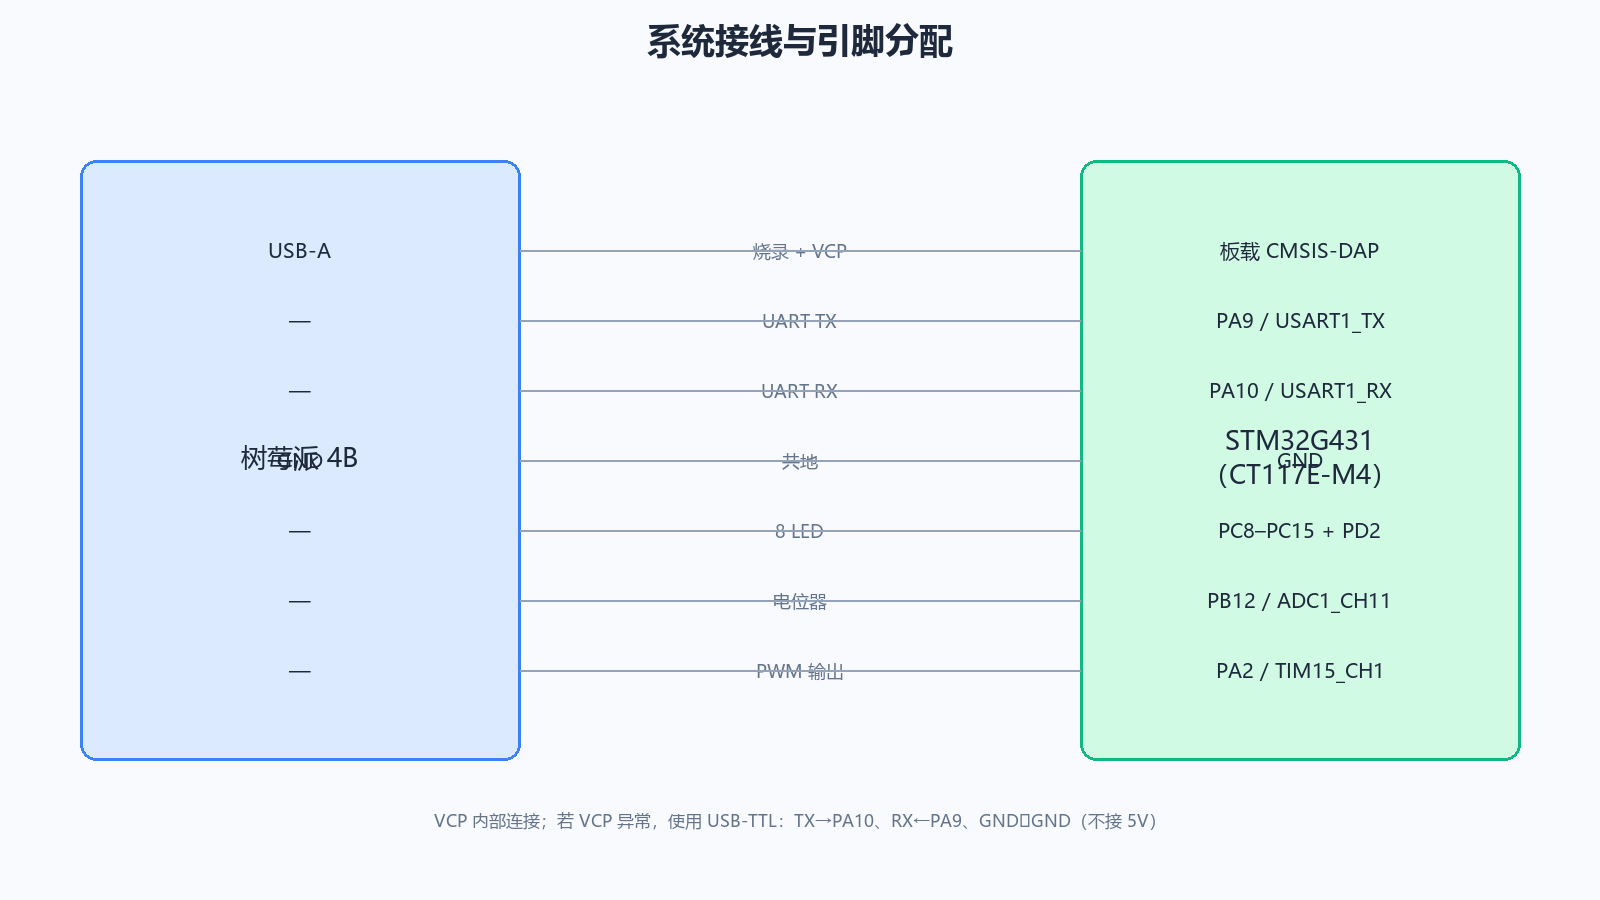 系统接线与引脚分配
USB-A
烧录 + VCP
板载 CMSIS-DAP
—
UART TX
PA9 / USART1_TX
—
UART RX
PA10 / USART1_RX
树莓派 4B
GND
共地
STM32G431
(CT117E-M4)
GND
—
8 LED
PC8–PC15 + PD2
—
电位器
PB12 / ADC1_CH11
—
PWM 输出
PA2 / TIM15_CH1
VCP 内部连接；若 VCP 异常，使用 USB-TTL：TX→PA10、RX←PA9、GND□GND（不接 5V）